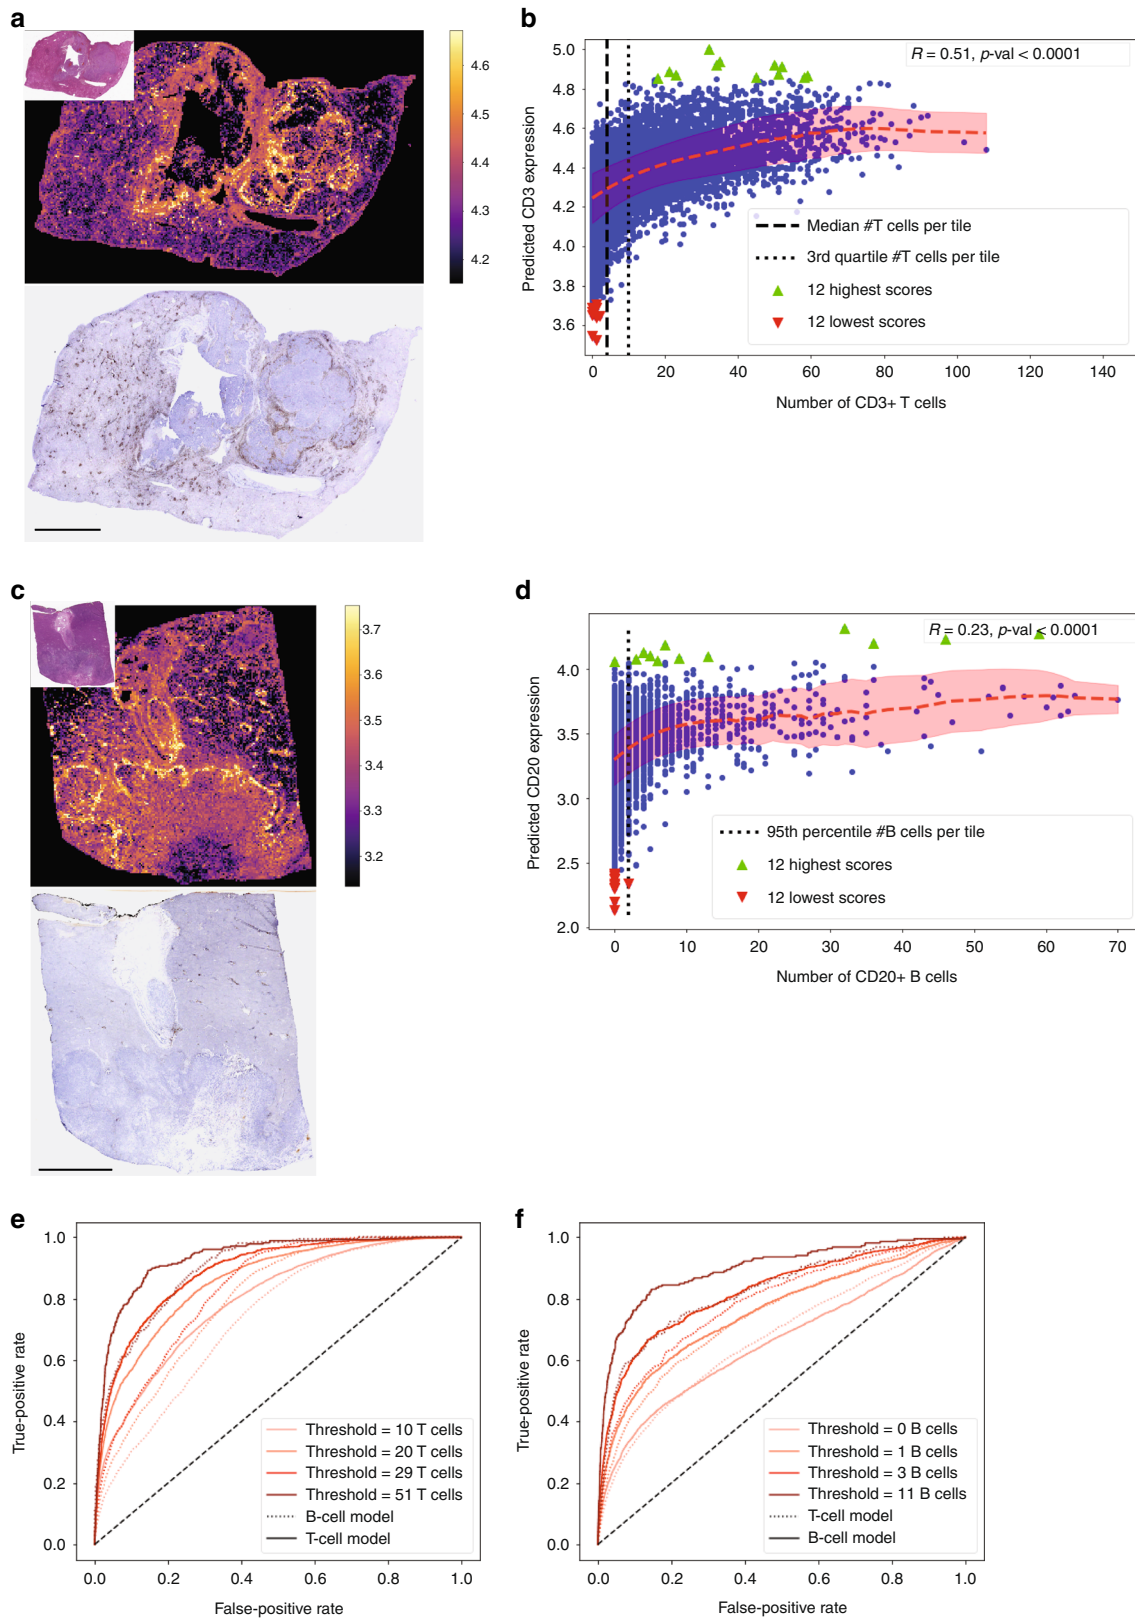 a
4.6
4.5
4.4
4.3
4.2
b
R = 0.51, p-val < 0.0001
5.0
4.8
4.6
4.4
4.2
4.0
3.8
3.6
Predicted CD3 expression
Median #T cells per tile
3rd quartile #T cells per tile
12 highest scores
12 lowest scores
0 20 40 60 80 100 120 140
Number of CD3+ T cells
c
3.7
3.6
3.5
3.4
3.3
3.2
d
R = 0.23, p-val < 0.0001
4.0
3.5
3.0
2.5
2.0
Predicted CD20 expression
95th percentile #B cells per tile
12 highest scores
12 lowest scores
0 10 20 30 40 50 60 70
Number of CD20+ B cells
e
1.0
0.8
0.6
0.4
0.2
0.0
True-positive rate
Threshold = 10 T cells
Threshold = 20 T cells
Threshold = 29 T cells
Threshold = 51 T cells
B-cell model
T-cell model
0.0 0.2 0.4 0.6 0.8 1.0
False-positive rate
f
1.0
0.8
0.6
0.4
0.2
0.0
True-positive rate
Threshold = 0 B cells
Threshold = 1 B cells
Threshold = 3 B cells
Threshold = 11 B cells
T-cell model
B-cell model
0.0 0.2 0.4 0.6 0.8 1.0
False-positive rate